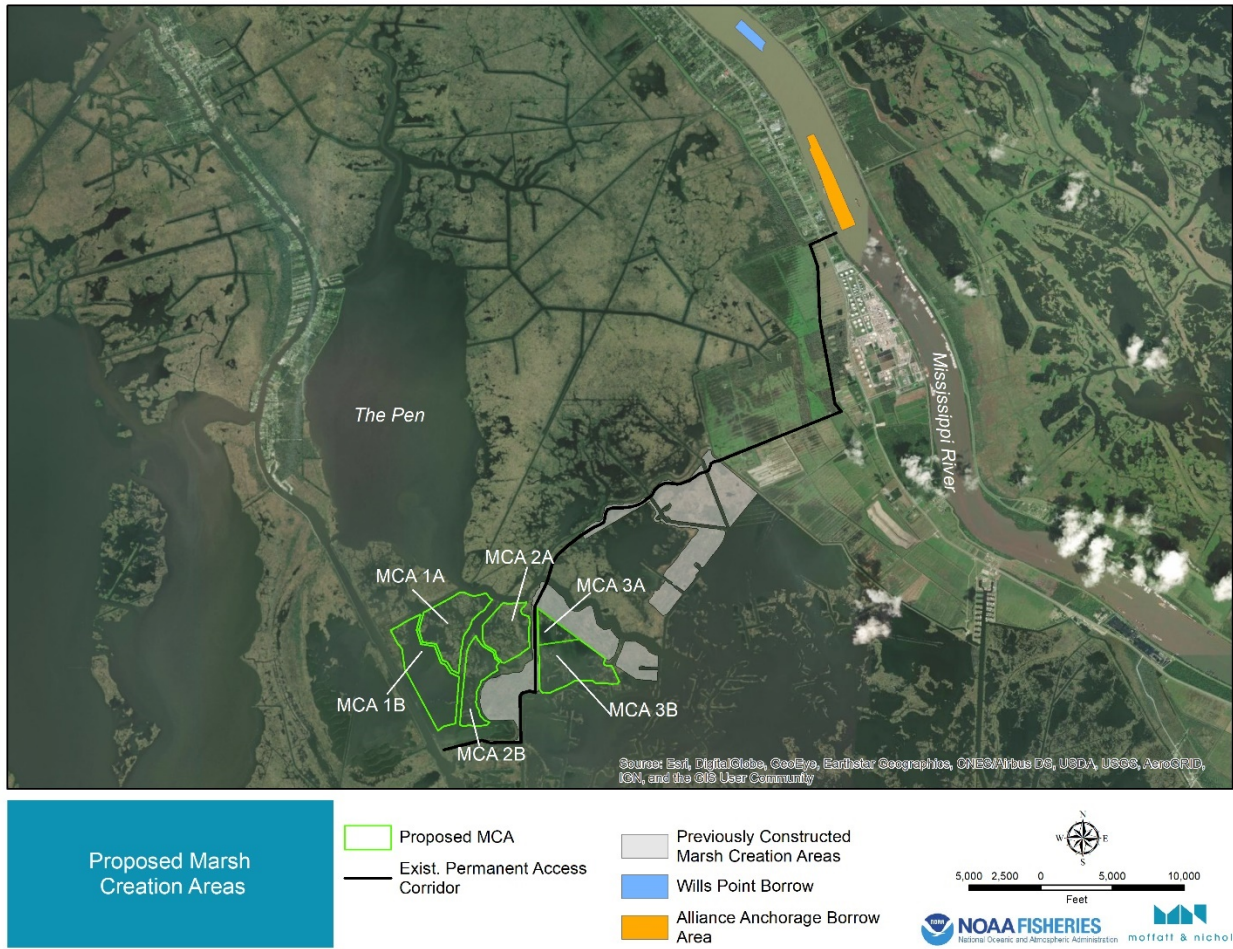 The Pen
Mississippi River
MCA 2A
MCA 1A
MCA 3A
MCA 1B
MCA 3B
MCA 2B
Source: Esri, DigitalGlobe, GeoEye, Earthstar Geographics, CNES/Airbus DS, USDA, USGS, AeroGRID,
IGN, and the GIS User Community
Proposed Marsh
Creation Areas
Proposed MCA
Exist. Permanent Access
Corridor
Previously Constructed
Marsh Creation Areas
Wills Point Borrow
Alliance Anchorage Borrow
Area
N
W E
S
5,000 2,500 0 5,000 10,000
Feet
NOAA
NOAA FISHERIES
National Oceanic and Atmospheric Administration
moffatt & nichol